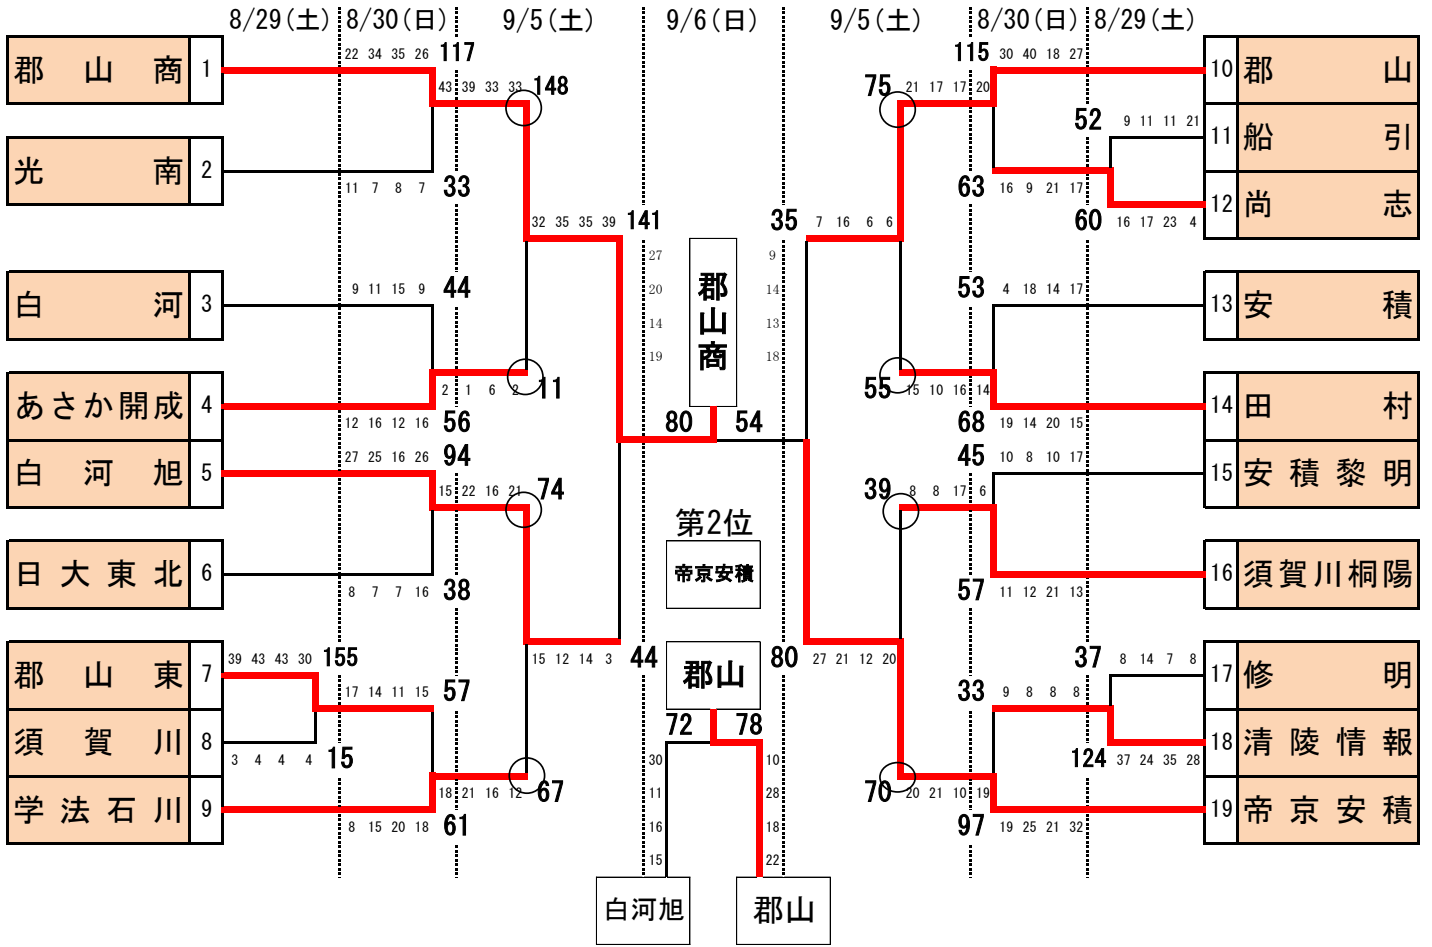 8/29(土) 8/30(日) 9/5(土) 9/6(日) 9/5(土) 8/30(日) 8/29(土)
22 34 35 26 117 115 30 40 18 27
郡山商 1 10 郡山
43 39 33 33 148 75 21 17 17 20
52 9 11 11 21
11 船引
光南 2
11 7 8 7 33 63 16 9 21 17
12 尚志
32 35 35 39 141 35 7 16 6 6 60 16 17 23 4
27 9
9 11 15 9 44 20 郡山商 14 53 4 18 14 17
白河 3 13 安積
14 13
19 18
2 1 6 2 11 55 15 10 16 14
あさか開成 4 14 田村
12 16 12 16 56 80 54 68 19 14 20 15
27 25 16 26 94 45 10 8 10 17
白河旭 5 15 安積黎明
15 22 16 21 74 39 8 8 17 6
第2位
日大東北 6 帝京安積 16 須賀川桐陽
8 7 7 16 38 57 11 12 21 13
39 43 43 30 155 15 12 14 3 44 80 27 21 12 20 37 8 14 7 8
郡山東 7 郡山 17 修明
17 14 11 15 57 33 9 8 8 8
72 78
須賀川 8 18 清陵情報
3 4 4 4 15 30 10 124 37 24 35 28
18 21 16 12 67 11 28 70 20 21 10 19
学法石川 9 19 帝京安積
8 15 20 18 61 16 18 97 19 25 21 32
15 22
白河旭 郡山